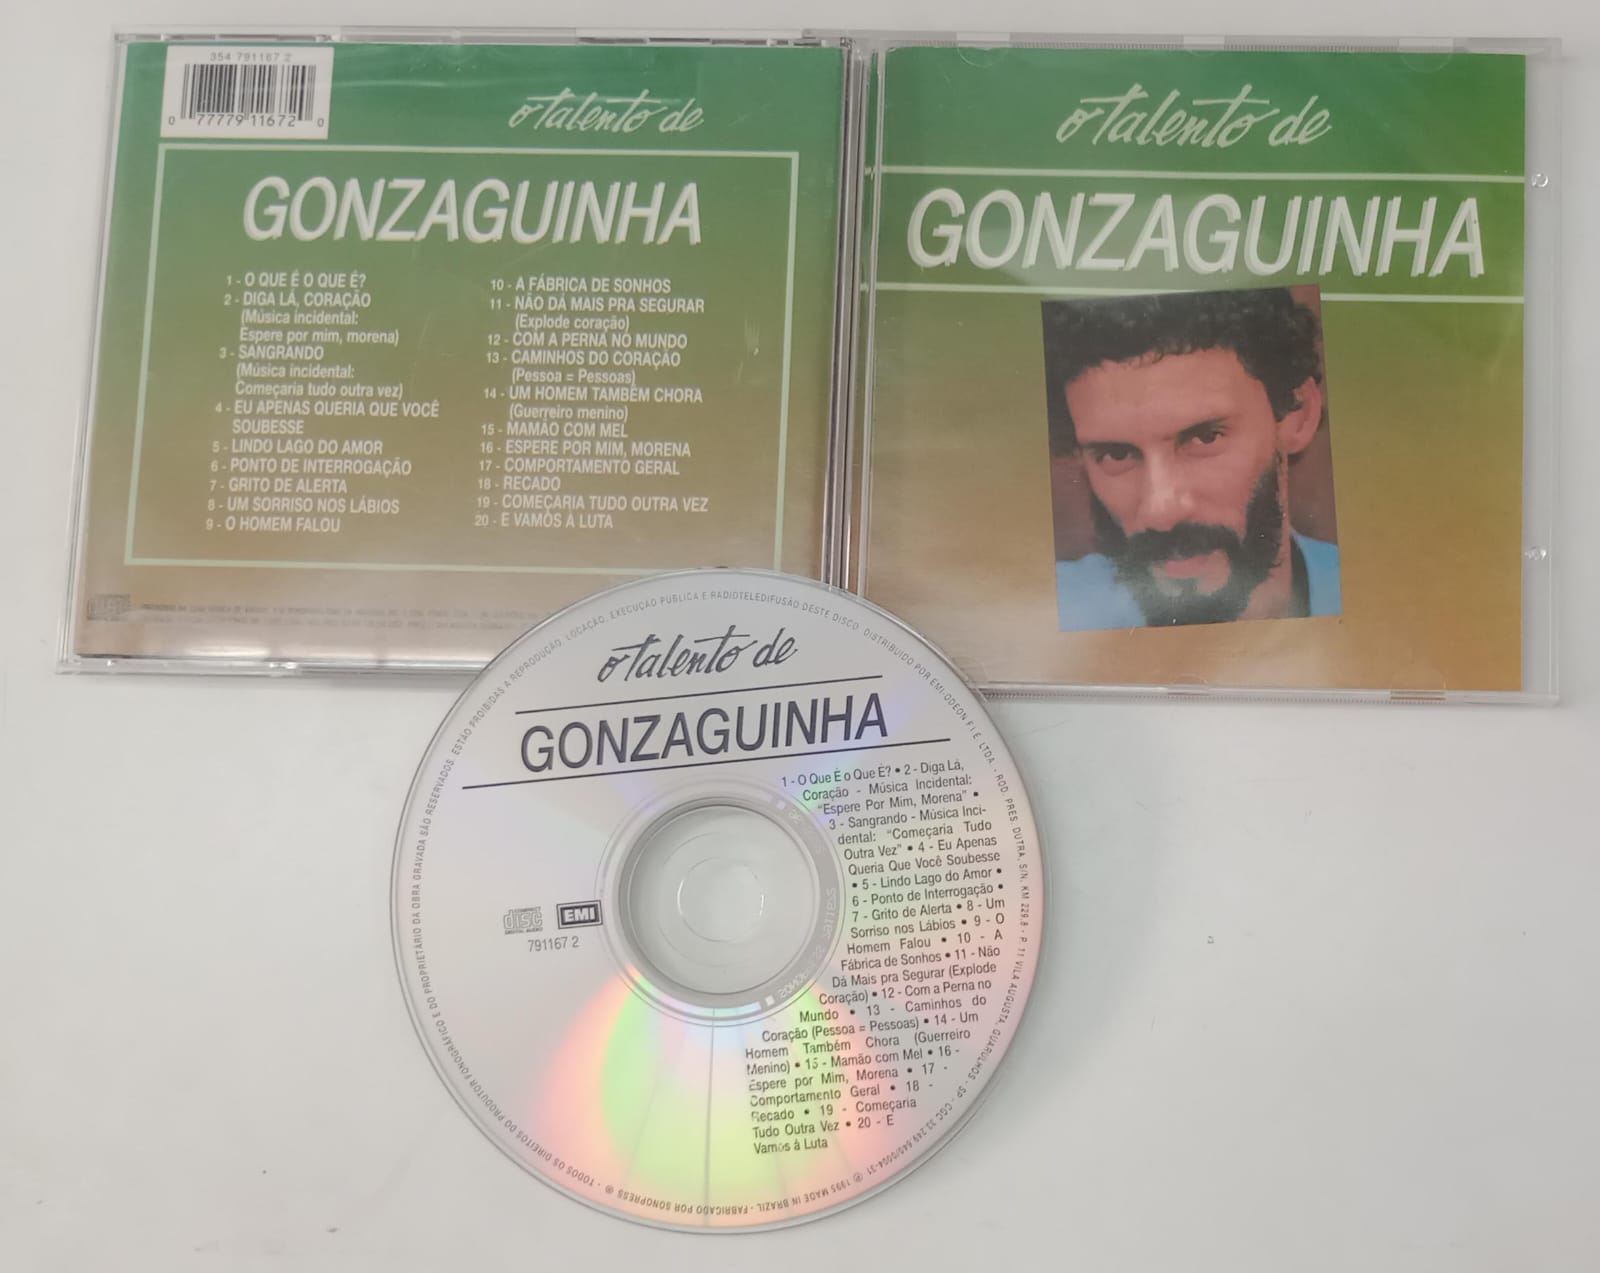 354 791167 2
0 77779 11672 0
o talento de
GONZAGUINHA
1 - O QUE É O QUE É?
2 - DIGA LÁ, CORAÇÃO
(Música incidental:
Espere por mim, morena)
3 - SANGRANDO
(Música incidental:
Começaria tudo outra vez)
4 - EU APENAS QUERIA QUE VOCÊ
SOUBESSE
5 - LINDO LAGO DO AMOR
6 - PONTO DE INTERROGAÇÃO
7 - GRITO DE ALERTA
8 - UM SORRISO NOS LÁBIOS
9 - O HOMEM FALOU
10 - A FÁBRICA DE SONHOS
11 - NÃO DÁ MAIS PRA SEGURAR
(Explode coração)
12 - COM A PERNA NO MUNDO
13 - CAMINHOS DO CORAÇÃO
(Pessoa = Pessoas)
14 - UM HOMEM TAMBÉM CHORA
(Guerreiro menino)
15 - MAMÃO COM MEL
16 - ESPERE POR MIM, MORENA
17 - COMPORTAMENTO GERAL
18 - RECADO
19 - COMEÇARIA TUDO OUTRA VEZ
20 - E VAMOS À LUTA
o talento de
GONZAGUINHA
o talento de
GONZAGUINHA
1 - O Que É o Que É? • 2 - Diga Lá,
Coração - Música Incidental:
"Espere Por Mim, Morena" •
3 - Sangrando - Música Inci-
dental: "Começaria Tudo
Outra Vez" • 4 - Eu Apenas
Queria Que Você Soubesse
• 5 - Lindo Lago do Amor •
6 - Ponto de Interrogação •
7 - Grito de Alerta • 8 - Um
Sorriso nos Lábios • 9 - O
Homem Falou • 10 - A
Fábrica de Sonhos • 11 - Não
Dá Mais pra Segurar (Explode
Coração) • 12 - Com a Perna no
Mundo • 13 - Caminhos do
Coração (Pessoa = Pessoas) • 14 - Um
Homem Também Chora (Guerreiro
Menino) • 15 - Mamão com Mel • 16 -
Espere por Mim, Morena • 17 -
Comportamento Geral • 18 -
Recado • 19 - Começaria
Tudo Outra Vez • 20 - E
Vamos à Luta
COMPACT
disc
DIGITAL AUDIO
EMI
791167 2
TODOS OS DIREITOS DO PRODUTOR FONOGRÁFICO E DO PROPRIETÁRIO DA OBRA GRAVADA SÃO RESERVADOS. ESTÃO PROIBIDAS A REPRODUÇÃO, LOCAÇÃO, EXECUÇÃO PÚBLICA E RADIOTELEDIFUSÃO DESTE DISCO. DISTRIBUIDO POR EMI-ODEON F.I.E. LTDA. - ROD. PRES. DUTRA, S/N, KM 229,8 - P. 11 VILA AUGUSTA, GUARULHOS - SP - CGC 33.249.640/0004-31 ℗ 1995 MADE IN BRAZIL - FABRICADO POR SONOPRESS ®